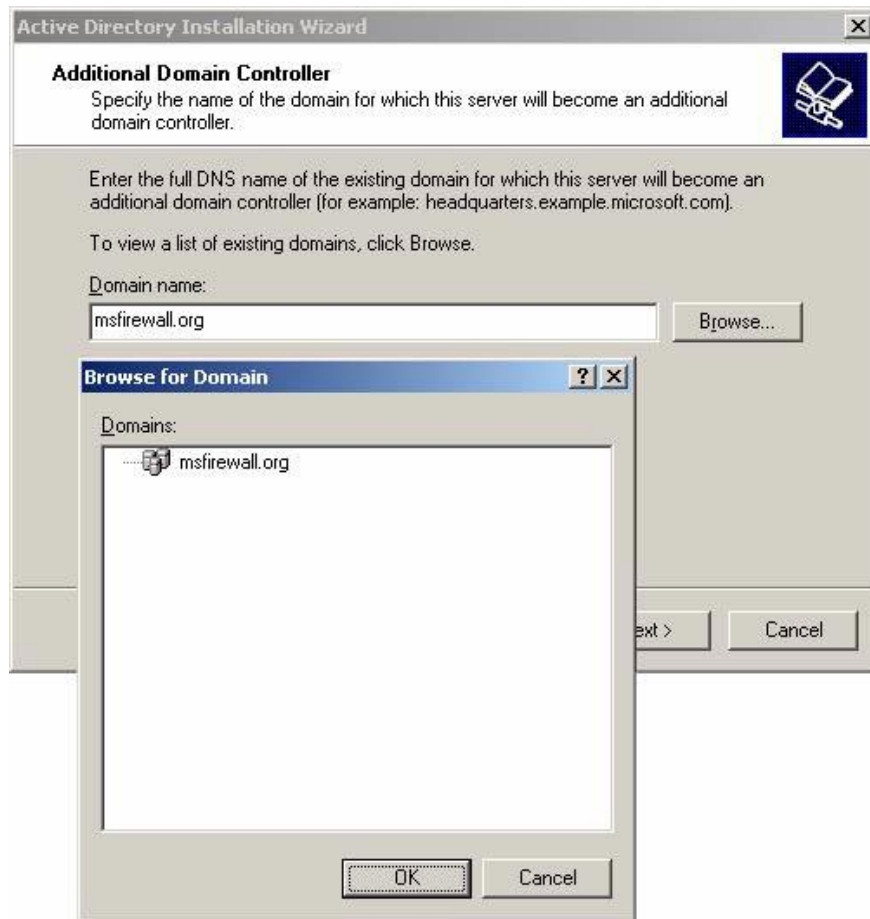 Active Directory Installation Wizard
Additional Domain Controller
Specify the name of the domain for which this server will become an additional
domain controller.
Enter the full DNS name of the existing domain for which this server will become an
additional domain controller (for example: headquarters.example.microsoft.com).
To view a list of existing domains, click Browse.
Domain name:
msfirewall.org
Browse...
Browse for Domain
Domains:
msfirewall.org
ext >
Cancel
OK
Cancel